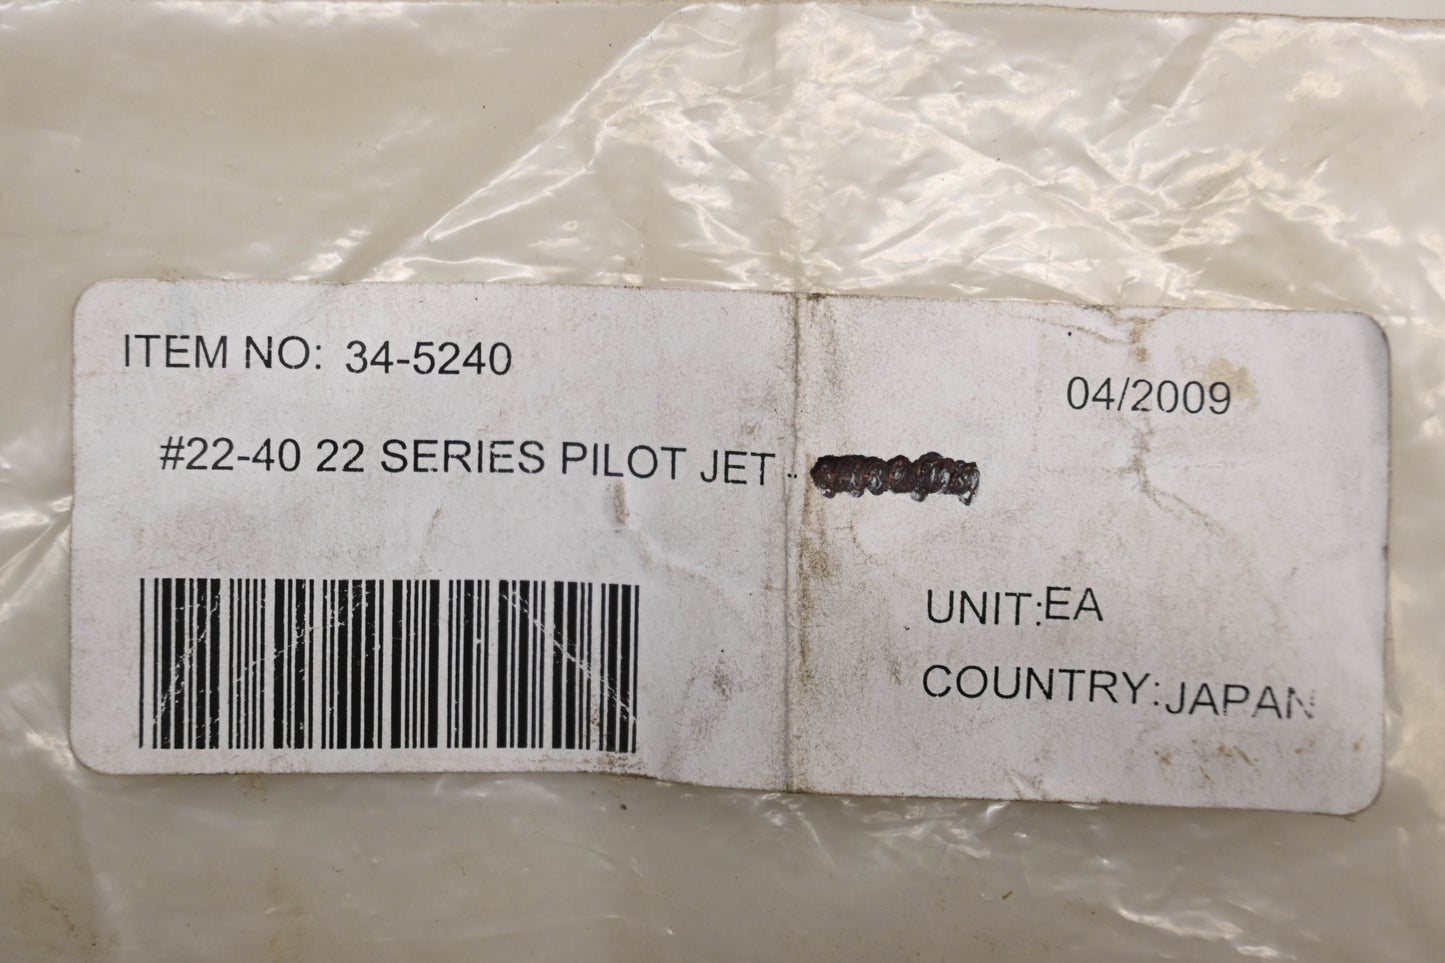 ITEM NO: 34-5240
04/2009
#22-40 22 SERIES PILOT JET -
UNIT:EA
COUNTRY:JAPAN